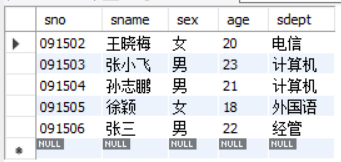 sno sname sex age sdept
091502 王晓梅 女 20 电信
091503 张小飞 男 23 计算机
091504 孙志鹏 男 21 计算机
091505 徐颖 女 18 外国语
091506 张三 男 22 经管
NULL NULL NULL NULL NULL